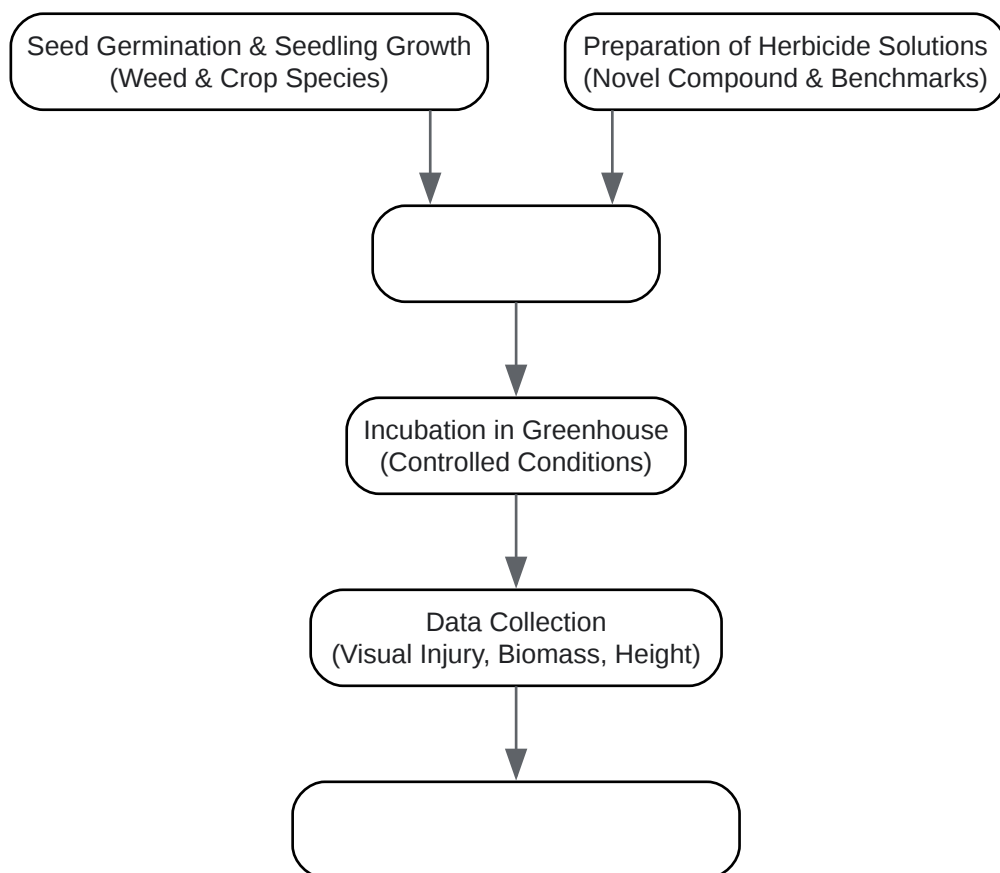 Seed Germination & Seedling Growth
(Weed & Crop Species)
Preparation of Herbicide Solutions
(Novel Compound & Benchmarks)
Incubation in Greenhouse
(Controlled Conditions)
Data Collection
(Visual Injury, Biomass, Height)